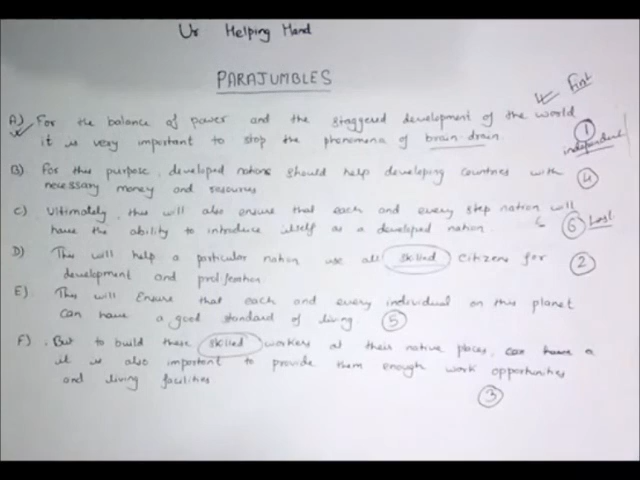 Ur Helping Hand
PARAJUMBLES
First
A) For the balance of power and the staggered development of the world
it is very important to stop the phenomena of brain-drain
1
independent
B) For this purpose, developed nations should help developing countries with
necessary money and resources
4
C) Ultimately, this will also ensure that each and every step nation will
have the ability to introduce itself as a developed nation.
6 Last
D) This will help a particular nation use all skilled citizens for
development and proliferation.
2
E) This will Ensure that each and every individual on this planet
can have a good standard of living.
5
F) But to build these skilled workers at their native places, can have a
it is also important to provide them enough work opportunities
and living facilities
3